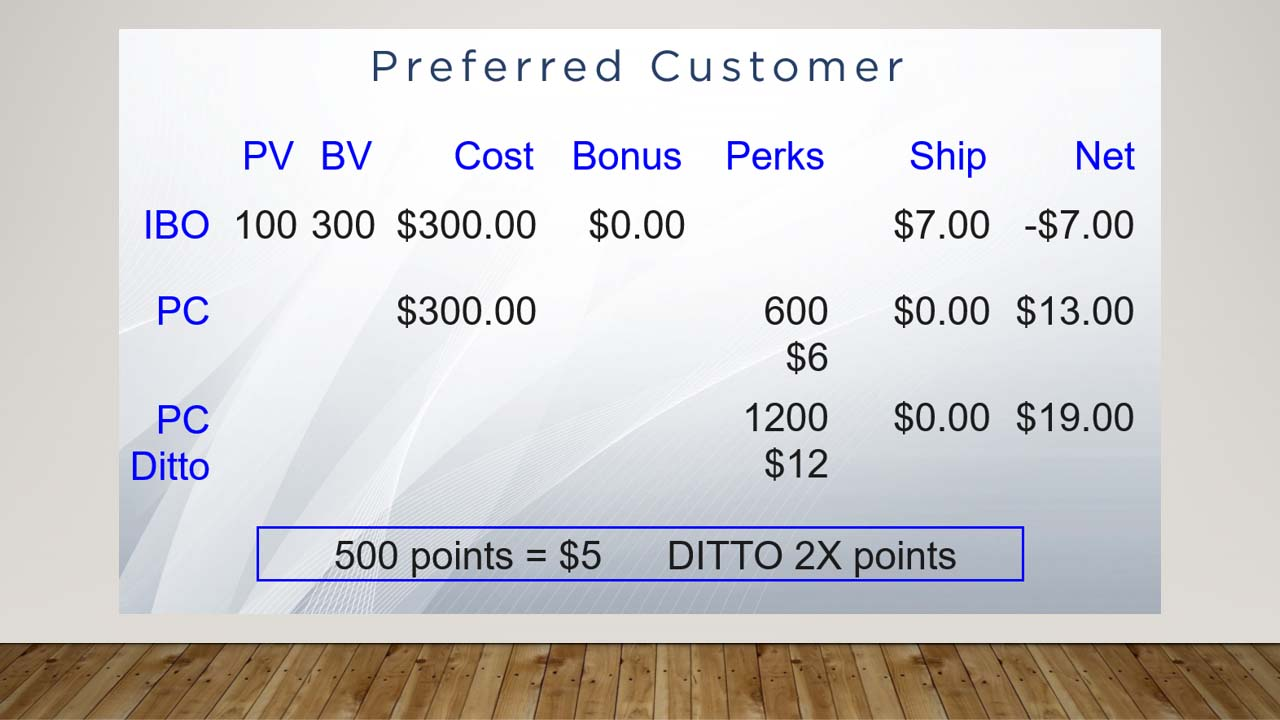 Preferred Customer
PV BV Cost Bonus Perks Ship Net
IBO 100 300 $300.00 $0.00 $7.00 -$7.00
PC $300.00 600 $0.00 $13.00
$6
PC 1200 $0.00 $19.00
Ditto $12
500 points = $5 DITTO 2X points